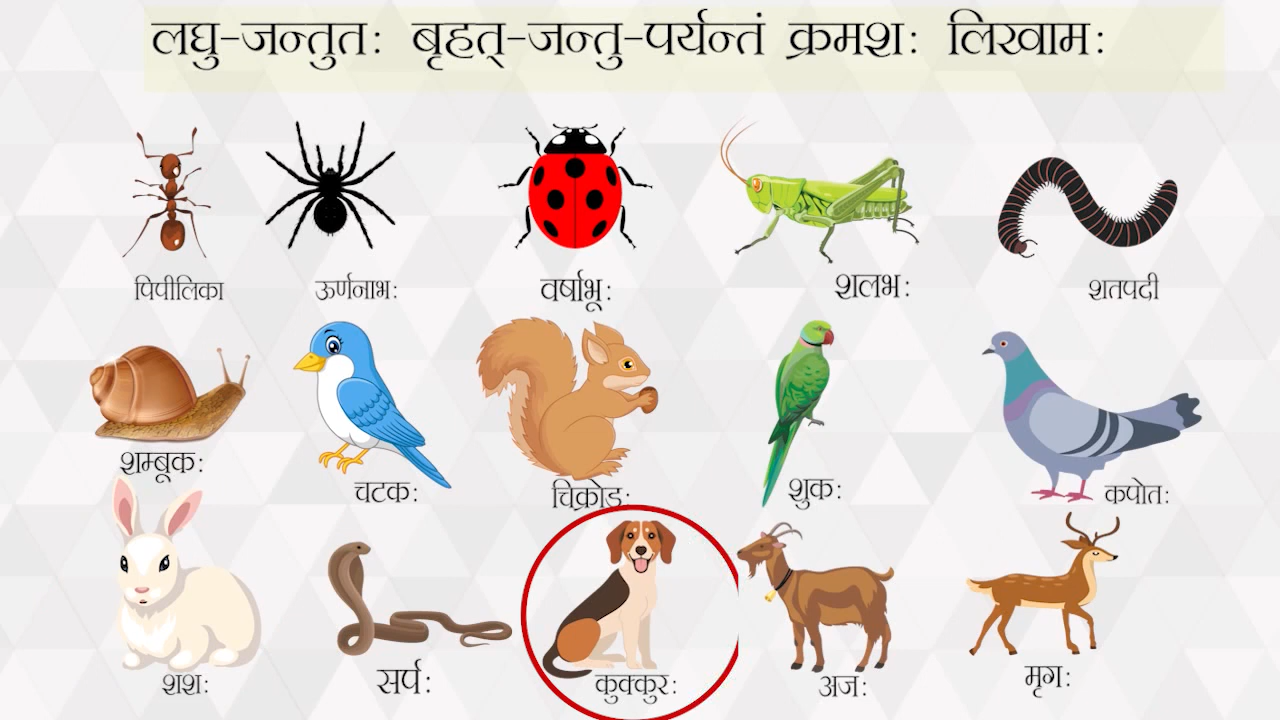 लघु-जन्तुतः बृहत्-जन्तु-पर्यन्तं क्रमशः लिखामः
पिपीलिका ऊर्णनाभः वर्षाभूः शलभः शतपदी
शम्बूकः चटकः चिक्रोडः शुकः कपोतः
शशः सर्पः कुक्कुरः अजः मृगः